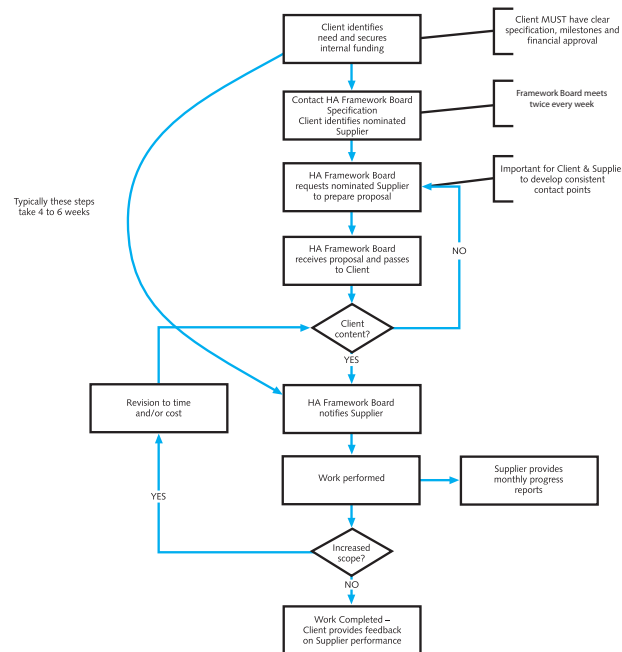 Client identifies
need and secures
internal funding
Client MUST have clear
specification, milestones and
financial approval
Contact HA Framework Board
Specification
Client identifies nominated
Supplier
Framework Board meets
twice every week
HA Framework Board
requests nominated Supplier
to prepare proposal
Important for Client & Supplie
to develop consistent
contact points
Typically these steps
take 4 to 6 weeks
HA Framework Board
receives proposal and passes
to Client
NO
Client
content?
YES
Revision to time
and/or cost
HA Framework Board
notifies Supplier
Work performed
Supplier provides
monthly progress
reports
YES
Increased
scope?
NO
Work Completed –
Client provides feedback
on Supplier performance